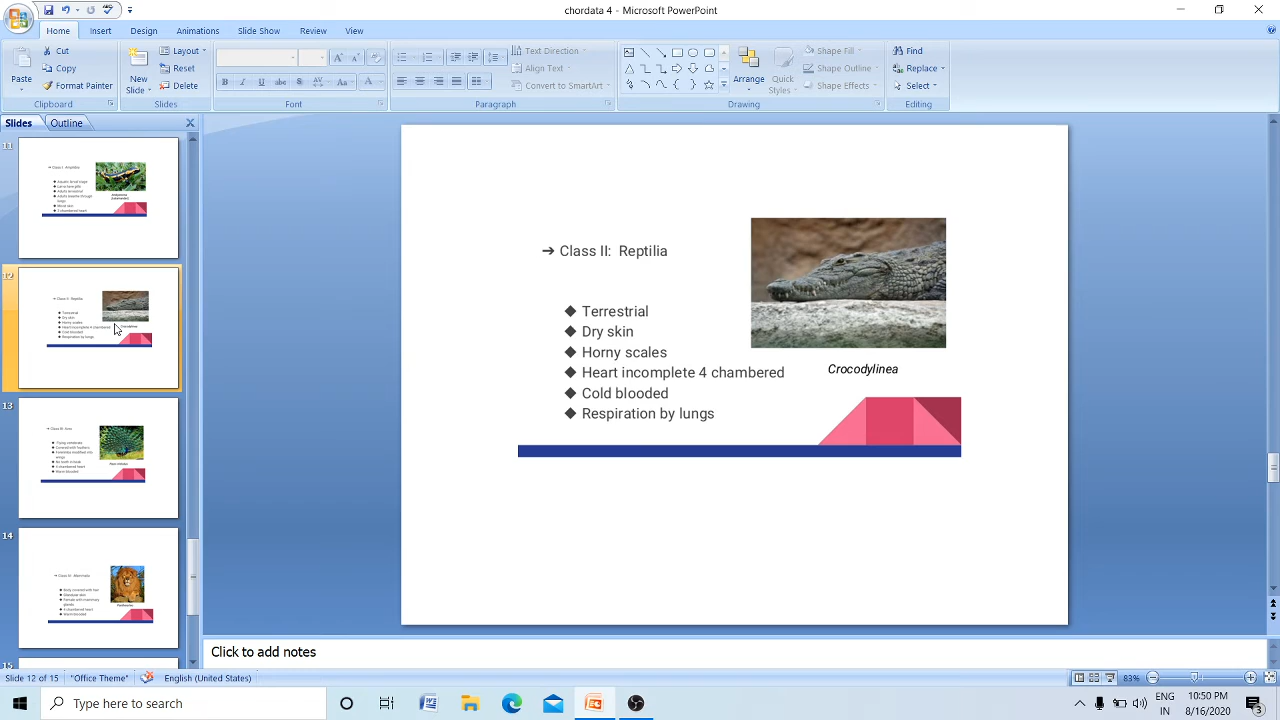 chordata 4 - Microsoft PowerPoint
Home Insert Design Animations Slide Show Review View
Paste
Cut
Copy
Format Painter
Clipboard
New
Slide
Layout
Reset
Delete
Slides
B I U abc S AV Aa A
Font
Text Direction
Align Text
Convert to SmartArt
Paragraph
Arrange
Quick
Styles
Shape Fill
Shape Outline
Shape Effects
Drawing
Find
Replace
Select
Editing
Slides Outline
11
12
13
14
15
➔ Class II: Reptilia
◆ Terrestrial
◆ Dry skin
◆ Horny scales
◆ Heart incomplete 4 chambered
◆ Cold blooded
◆ Respiration by lungs
Crocodylinea
Click to add notes
Slide 12 of 15 "Office Theme" English (United States) 83%
Type here to search
ENG
IN
10:50 PM
8/16/2020
3